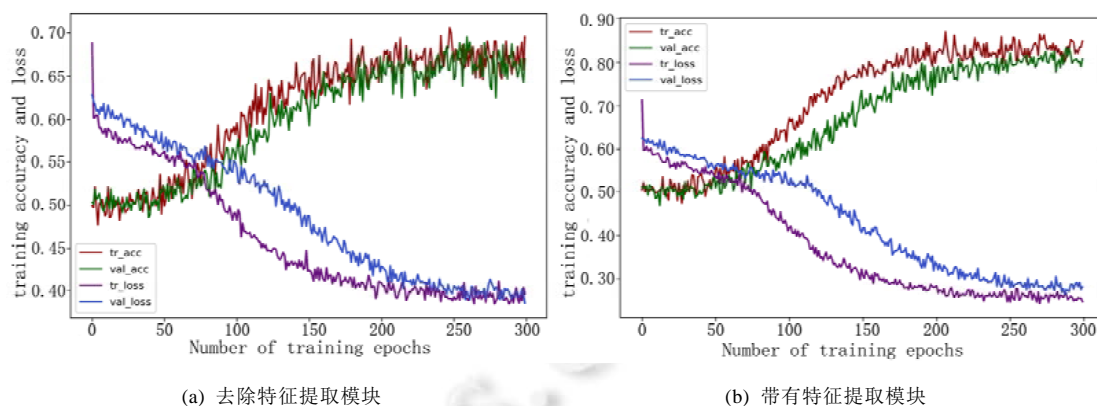 0.70
0.65
0.60
0.55
0.50
0.45
0.40
training accuracy and loss
tr_acc
val_acc
tr_loss
val_loss
0 50 100 150 200 250 300
Number of training epochs
(a) 去除特征提取模块
0.90
0.80
0.70
0.60
0.50
0.40
0.30
training accuracy and loss
tr_acc
val_acc
tr_loss
val_loss
0 50 100 150 200 250 300
Number of training epochs
(b) 带有特征提取模块